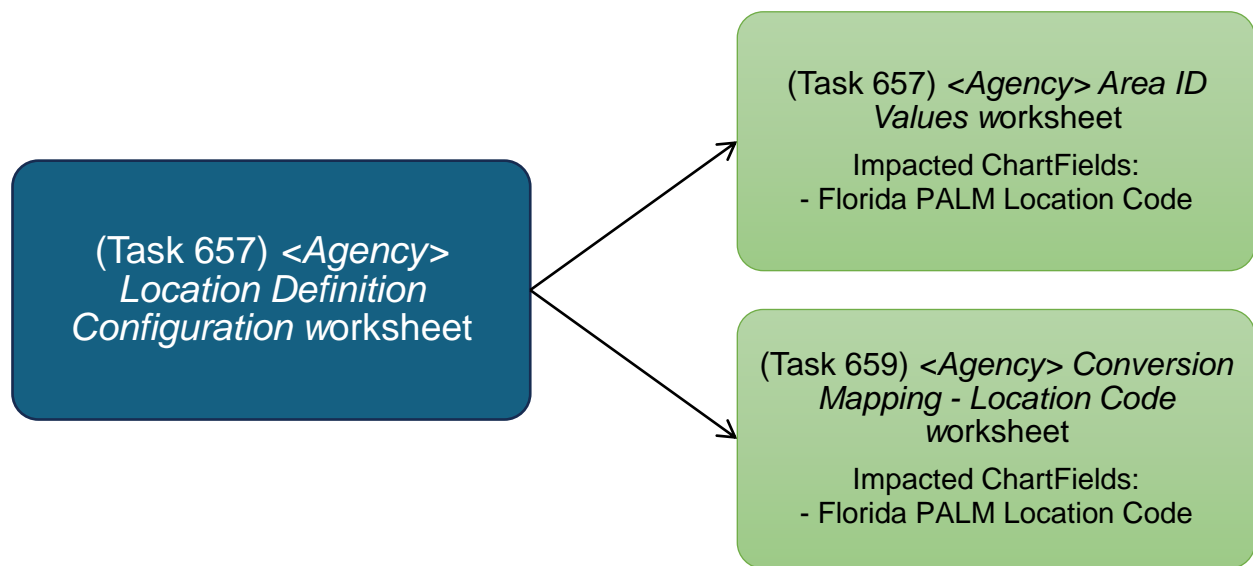 (Task 657) <Agency>
Location Definition
Configuration worksheet
(Task 657) <Agency> Area ID
Values worksheet
Impacted ChartFields:
- Florida PALM Location Code
(Task 659) <Agency> Conversion
Mapping - Location Code
worksheet
Impacted ChartFields:
- Florida PALM Location Code